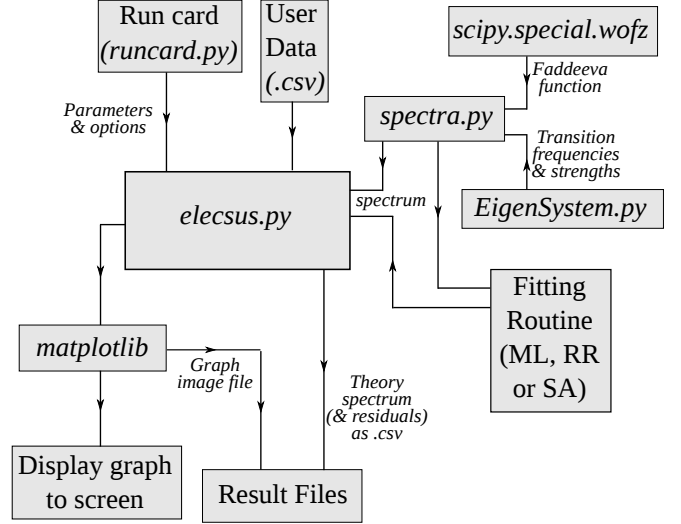 Run card
(runcard.py)
User
Data
(.csv)
scipy.special.wofz
Faddeeva
function
Parameters
& options
spectra.py
Transition
frequencies
& strengths
EigenSystem.py
elecsus.py
spectrum
Fitting
Routine
(ML, RR
or SA)
matplotlib
Graph
image file
Theory
spectrum
(& residuals)
as .csv
Display graph
to screen
Result Files